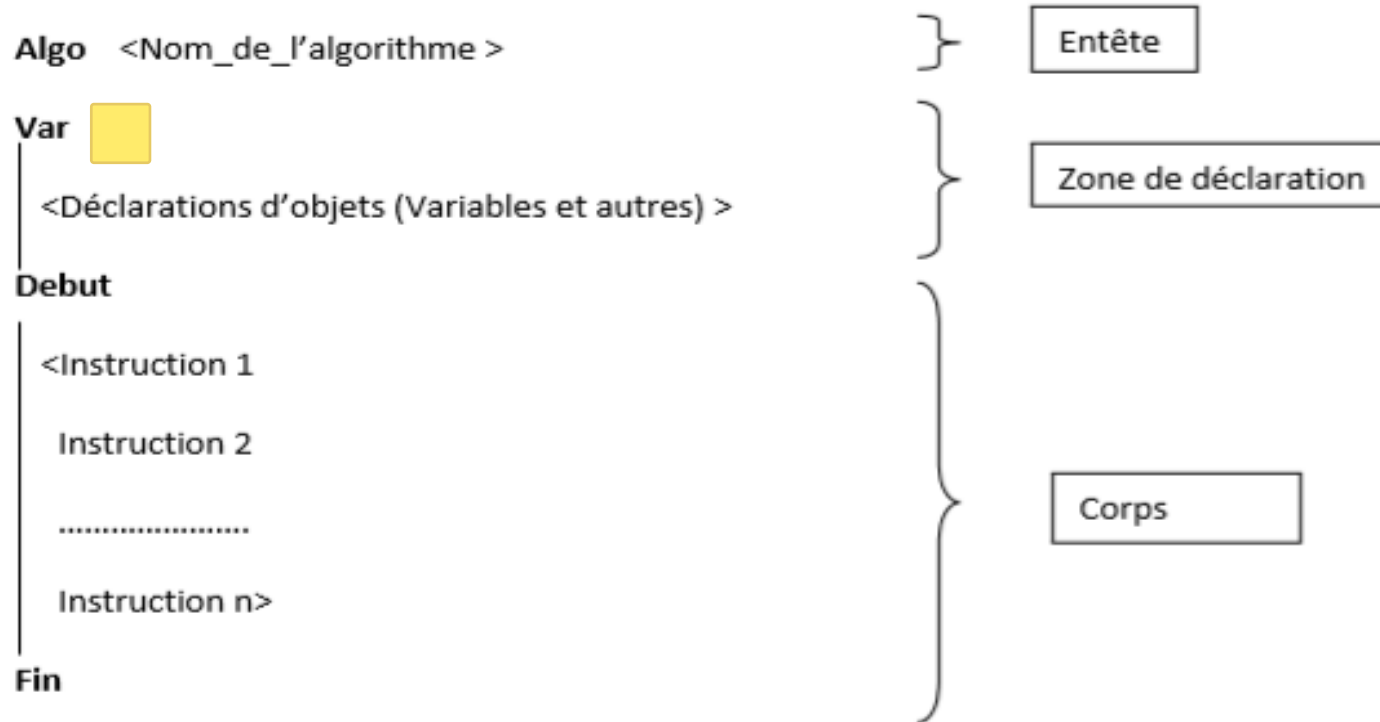 Algo <Nom_de_l’algorithme >
Entête
Var
Zone de déclaration
<Déclarations d’objets (Variables et autres) >
Debut
<Instruction 1
Instruction 2
......................
Corps
Instruction n>
Fin